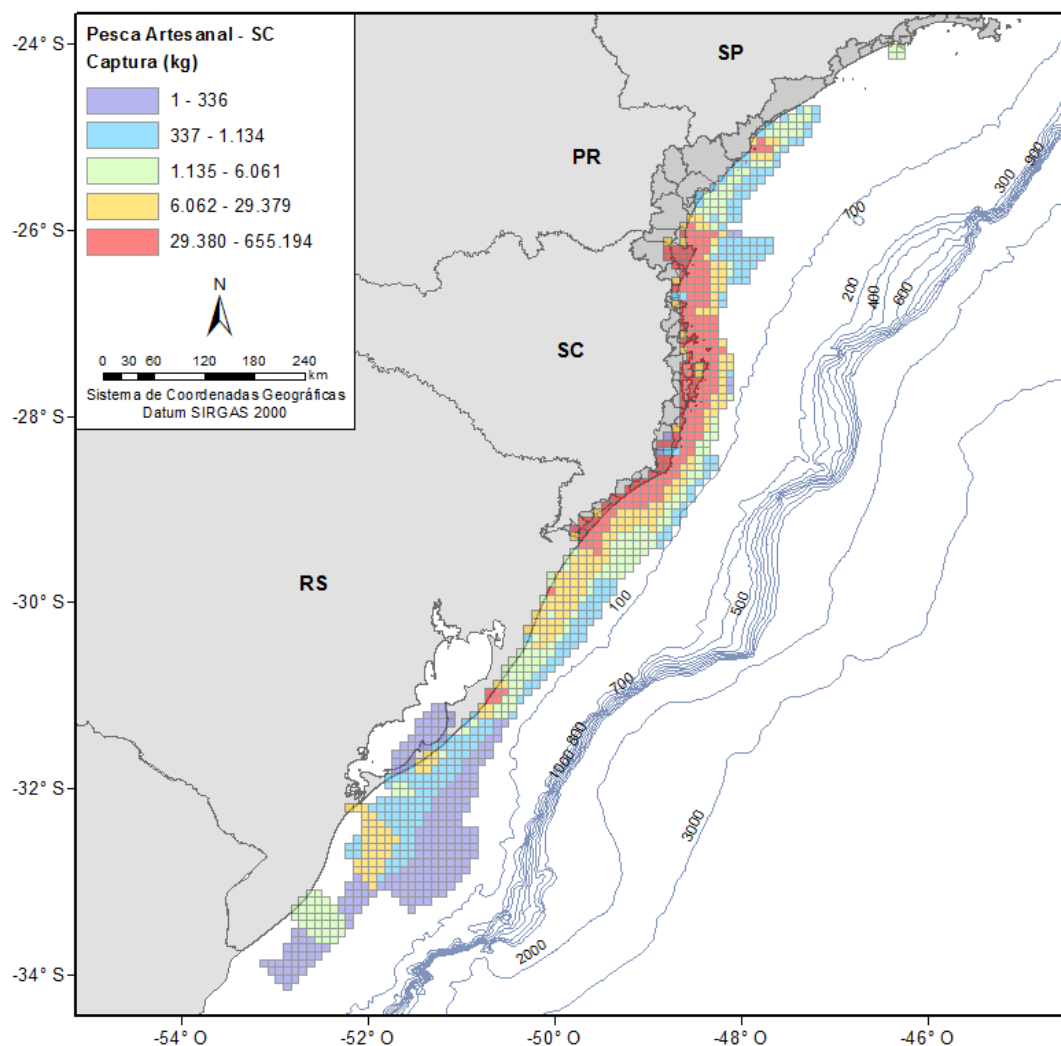 Pesca Artesanal - SC
Captura (kg)
1 - 336
337 - 1.134
1.135 - 6.061
6.062 - 29.379
29.380 - 655.194
N
0 30 60 120 180 240
km
Sistema de Coordenadas Geográficas
Datum SIRGAS 2000
-24° S
-26° S
-28° S
-30° S
-32° S
-34° S
SP
PR
SC
RS
900
300
700
200
400
600
100
500
700
800
1000
3000
2000
-54° O
-52° O
-50° O
-48° O
-46° O